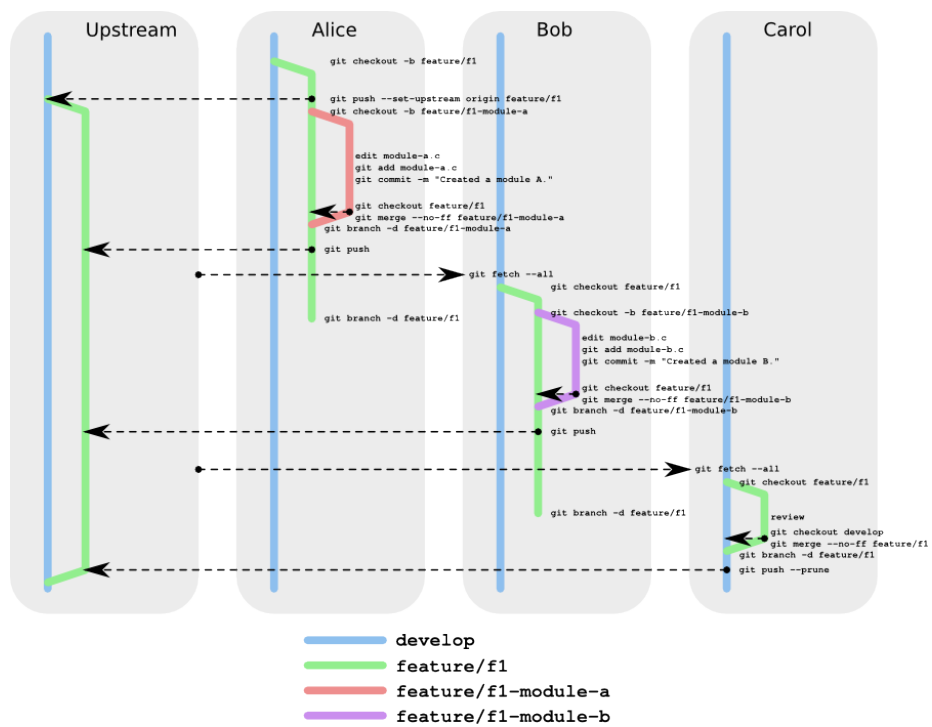 Upstream
Alice
Bob
Carol
git checkout -b feature/f1
git push --set-upstream origin feature/f1
git checkout -b feature/f1-module-a
edit module-a.c
git add module-a.c
git commit -m "Created a module A."
git checkout feature/f1
git merge --no-ff feature/f1-module-a
git branch -d feature/f1-module-a
git push
git fetch --all
git checkout feature/f1
git checkout -b feature/f1-module-b
git branch -d feature/f1
edit module-b.c
git add module-b.c
git commit -m "Created a module B."
git checkout feature/f1
git merge --no-ff feature/f1-module-b
git branch -d feature/f1-module-b
git push
git fetch --all
git checkout feature/f1
git branch -d feature/f1
review
git checkout develop
git merge --no-ff feature/f1
git branch -d feature/f1
git push --prune
develop
feature/f1
feature/f1-module-a
feature/f1-module-b